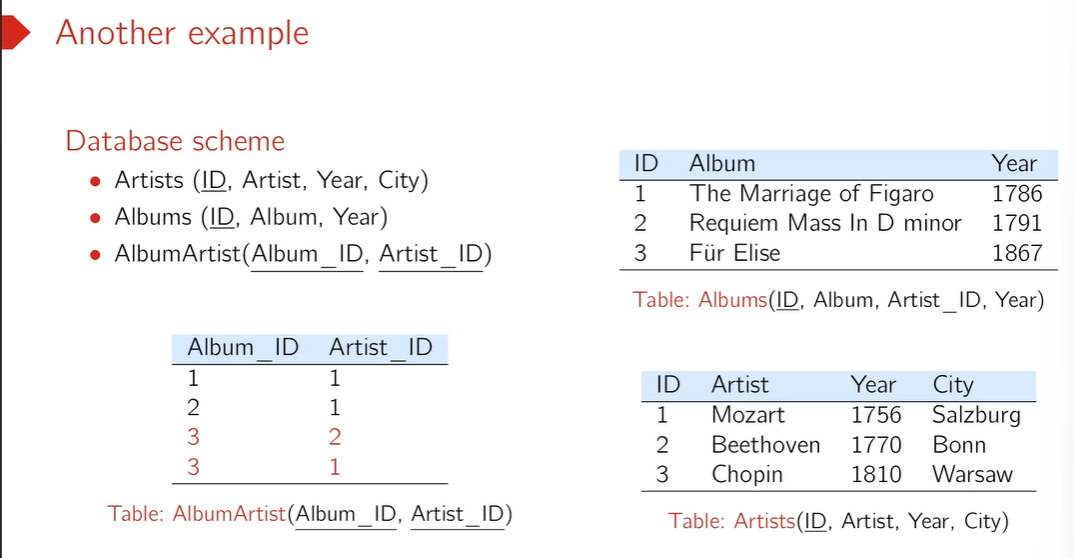 Another example
Database scheme
• Artists (ID, Artist, Year, City)
• Albums (ID, Album, Year)
• AlbumArtist(Album_ID, Artist_ID)
Album_ID Artist_ID
1 1
2 1
3 2
3 1
Table: AlbumArtist(Album_ID, Artist_ID)
ID Album Year
1 The Marriage of Figaro 1786
2 Requiem Mass In D minor 1791
3 Für Elise 1867
Table: Albums(ID, Album, Artist_ID, Year)
ID Artist Year City
1 Mozart 1756 Salzburg
2 Beethoven 1770 Bonn
3 Chopin 1810 Warsaw
Table: Artists(ID, Artist, Year, City)